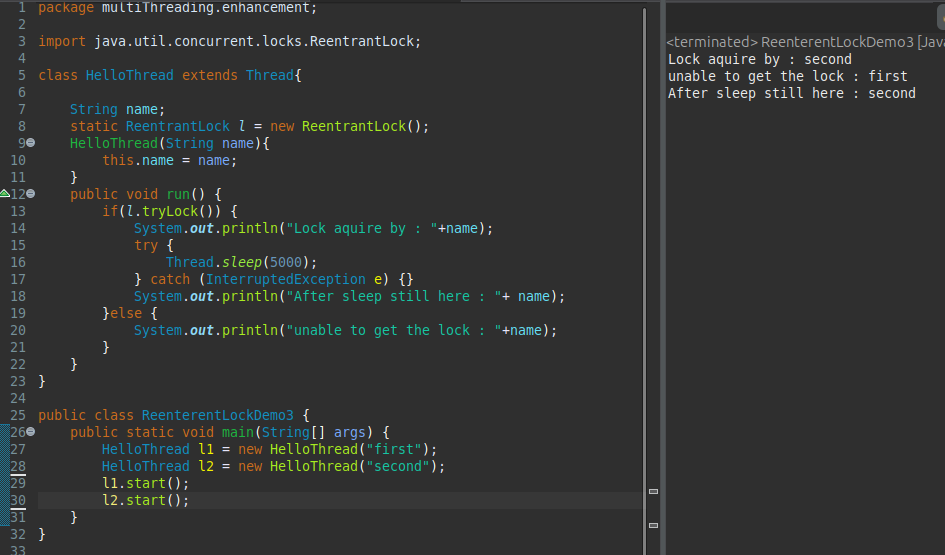 1 package multiThreading.enhancement;
2
3 import java.util.concurrent.locks.ReentrantLock;
4
5 class HelloThread extends Thread{
6
7     String name;
8     static ReentrantLock l = new ReentrantLock();
9     HelloThread(String name){
10         this.name = name;
11     }
12     public void run() {
13         if(l.tryLock()) {
14             System.out.println("Lock aquire by : "+name);
15             try {
16                 Thread.sleep(5000);
17             } catch (InterruptedException e) {}
18             System.out.println("After sleep still here : "+ name);
19         }else {
20             System.out.println("unable to get the lock : "+name);
21         }
22     }
23 }
24
25 public class ReenterentLockDemo3 {
26     public static void main(String[] args) {
27         HelloThread l1 = new HelloThread("first");
28         HelloThread l2 = new HelloThread("second");
29         l1.start();
30         l2.start();
31     }
32 }
33
<terminated> ReenterentLockDemo3 [Java
Lock aquire by : second
unable to get the lock : first
After sleep still here : second